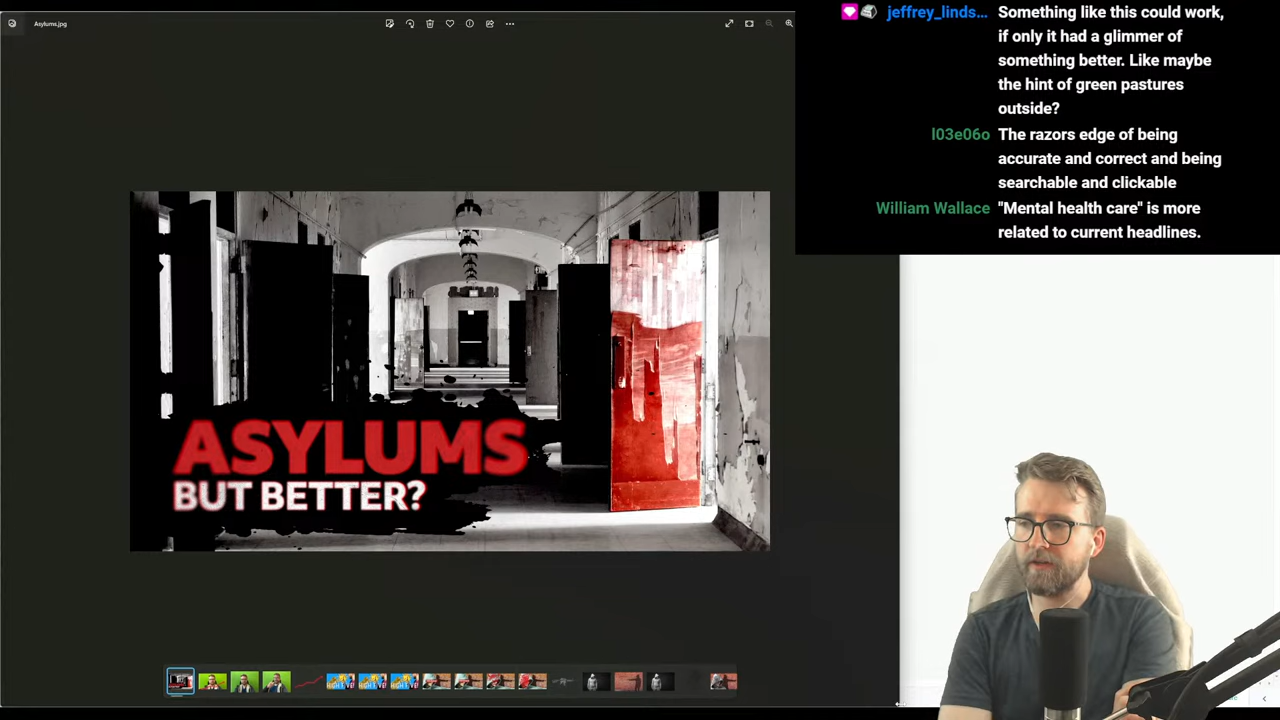 Asylums.jpg
jeffrey_linds...
Something like this could work,
if only it had a glimmer of
something better. Like maybe
the hint of green pastures
outside?
l03e06o
The razors edge of being
accurate and correct and being
searchable and clickable
William Wallace
"Mental health care" is more
related to current headlines.
ASYLUMS
BUT BETTER?